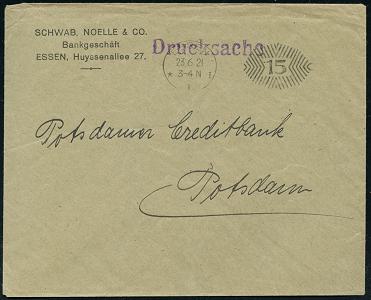 SCHWAB, NOELLE & CO.
Bankgeschäft
ESSEN, Huyssenallee 27.
Drucksache
23.6.21
* 3-4 N
15
Potsdamer Creditbank
Potsdam